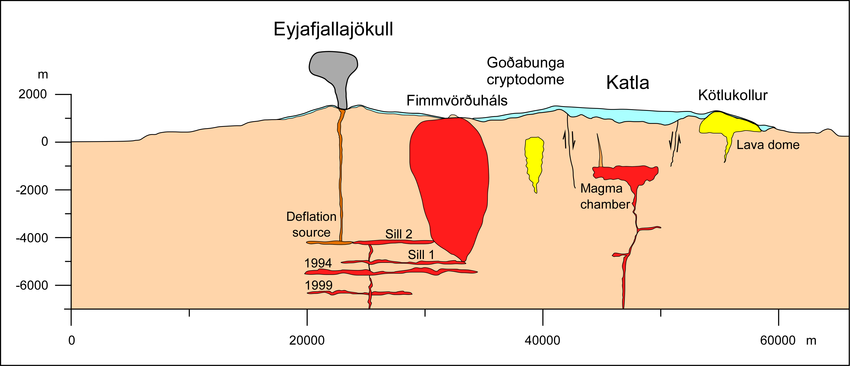 Eyjafjallajökull
Goðabunga
cryptodome
Katla
m
Fimmvörðuháls
Kötlukollur
2000
0
-2000
-4000
-6000
Lava dome
Magma
chamber
Deflation
source
Sill 2
Sill 1
1994
1999
0
20000
40000
60000
m